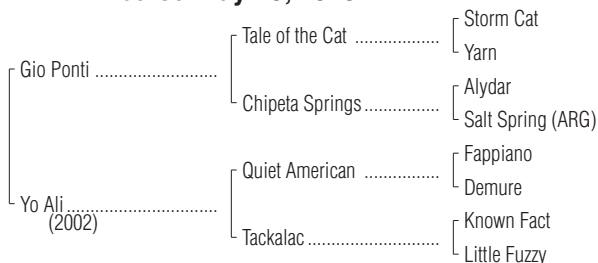 Storm Cat
Tale of the Cat ..................
Yarn
Gio Ponti ..........................
Alydar
Chipeta Springs ................
Salt Spring (ARG)
Fappiano
Quiet American ................
Demure
Yo Ali ................................
(2002)
Known Fact
Tackalac ............................
Little Fuzzy